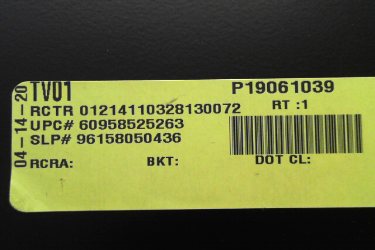 04-14-20
TV01 P19061039
RCTR 01214110328130072 RT :1
UPC# 60958525263
SLP# 96158050436
RCRA: BKT: DOT CL: